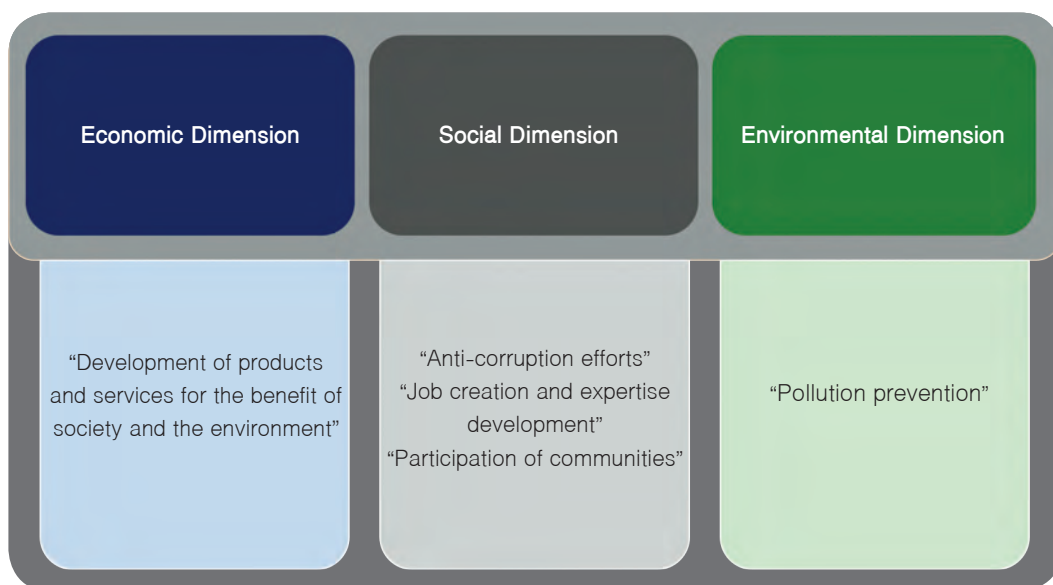 Economic Dimension
Social Dimension
Environmental Dimension
“Development of products
and services for the benefit of
society and the environment”
“Anti-corruption efforts”
“Job creation and expertise
development”
“Participation of communities”
“Pollution prevention”